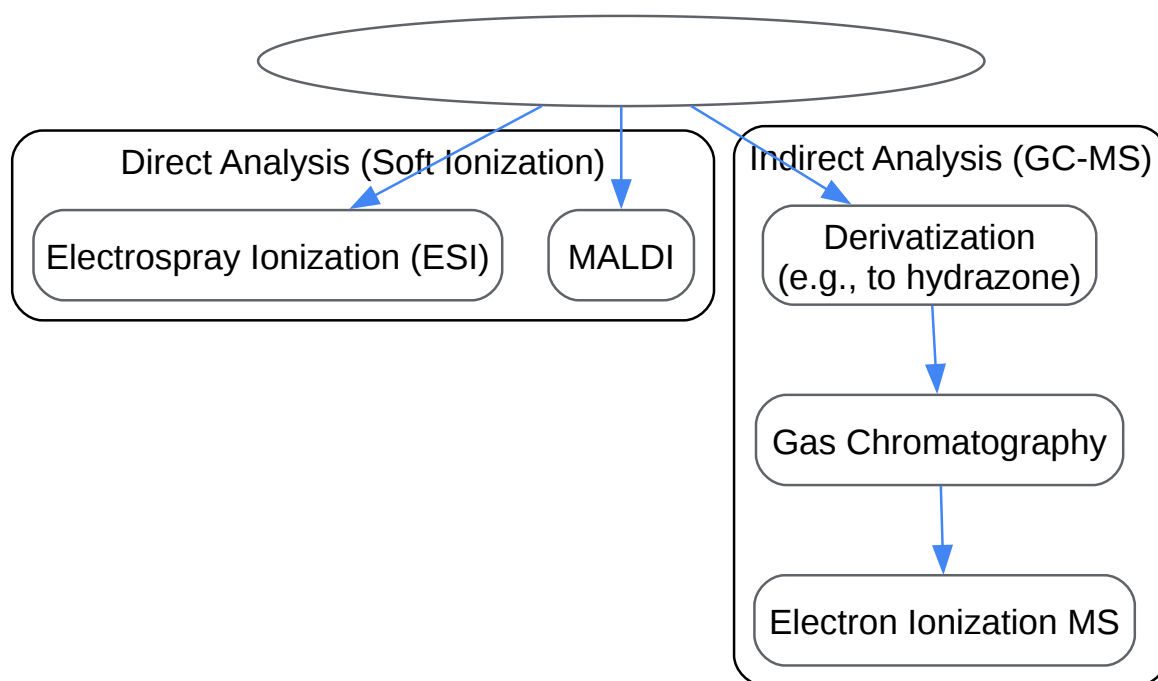 Direct Analysis (Soft Ionization)
Indirect Analysis (GC-MS)
Electrospray Ionization (ESI)
MALDI
Derivatization
(e.g., to hydrazone)
Gas Chromatography
Electron Ionization MS